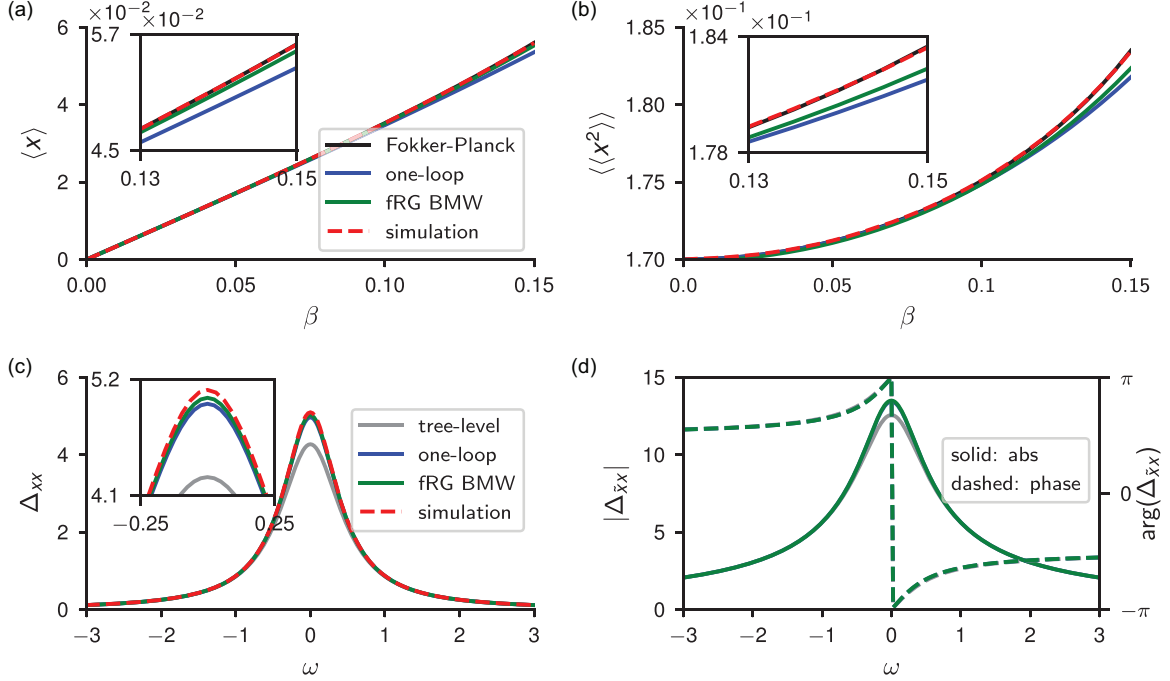 (a)
×10⁻²
×10⁻²
6
4
2
0
5.7
4.5
0.13
0.15
⟨x⟩
Fokker-Planck
one-loop
fRG BMW
simulation
0.00
0.05
0.10
0.15
β
(b)
×10⁻¹
×10⁻¹
1.85
1.80
1.75
1.70
1.84
1.78
0.13
0.15
⟨⟨x²⟩⟩
0.0
0.05
0.1
0.15
β
(c)
6
4
2
0
5.2
4.1
−0.25
0.25
Δxx
tree-level
one-loop
fRG BMW
simulation
−3
−2
−1
0
1
2
3
ω
(d)
15
10
5
0
|Δx̃x|
solid: abs
dashed: phase
π
0
−π
arg(Δx̃x)
−3
−2
−1
0
1
2
3
ω